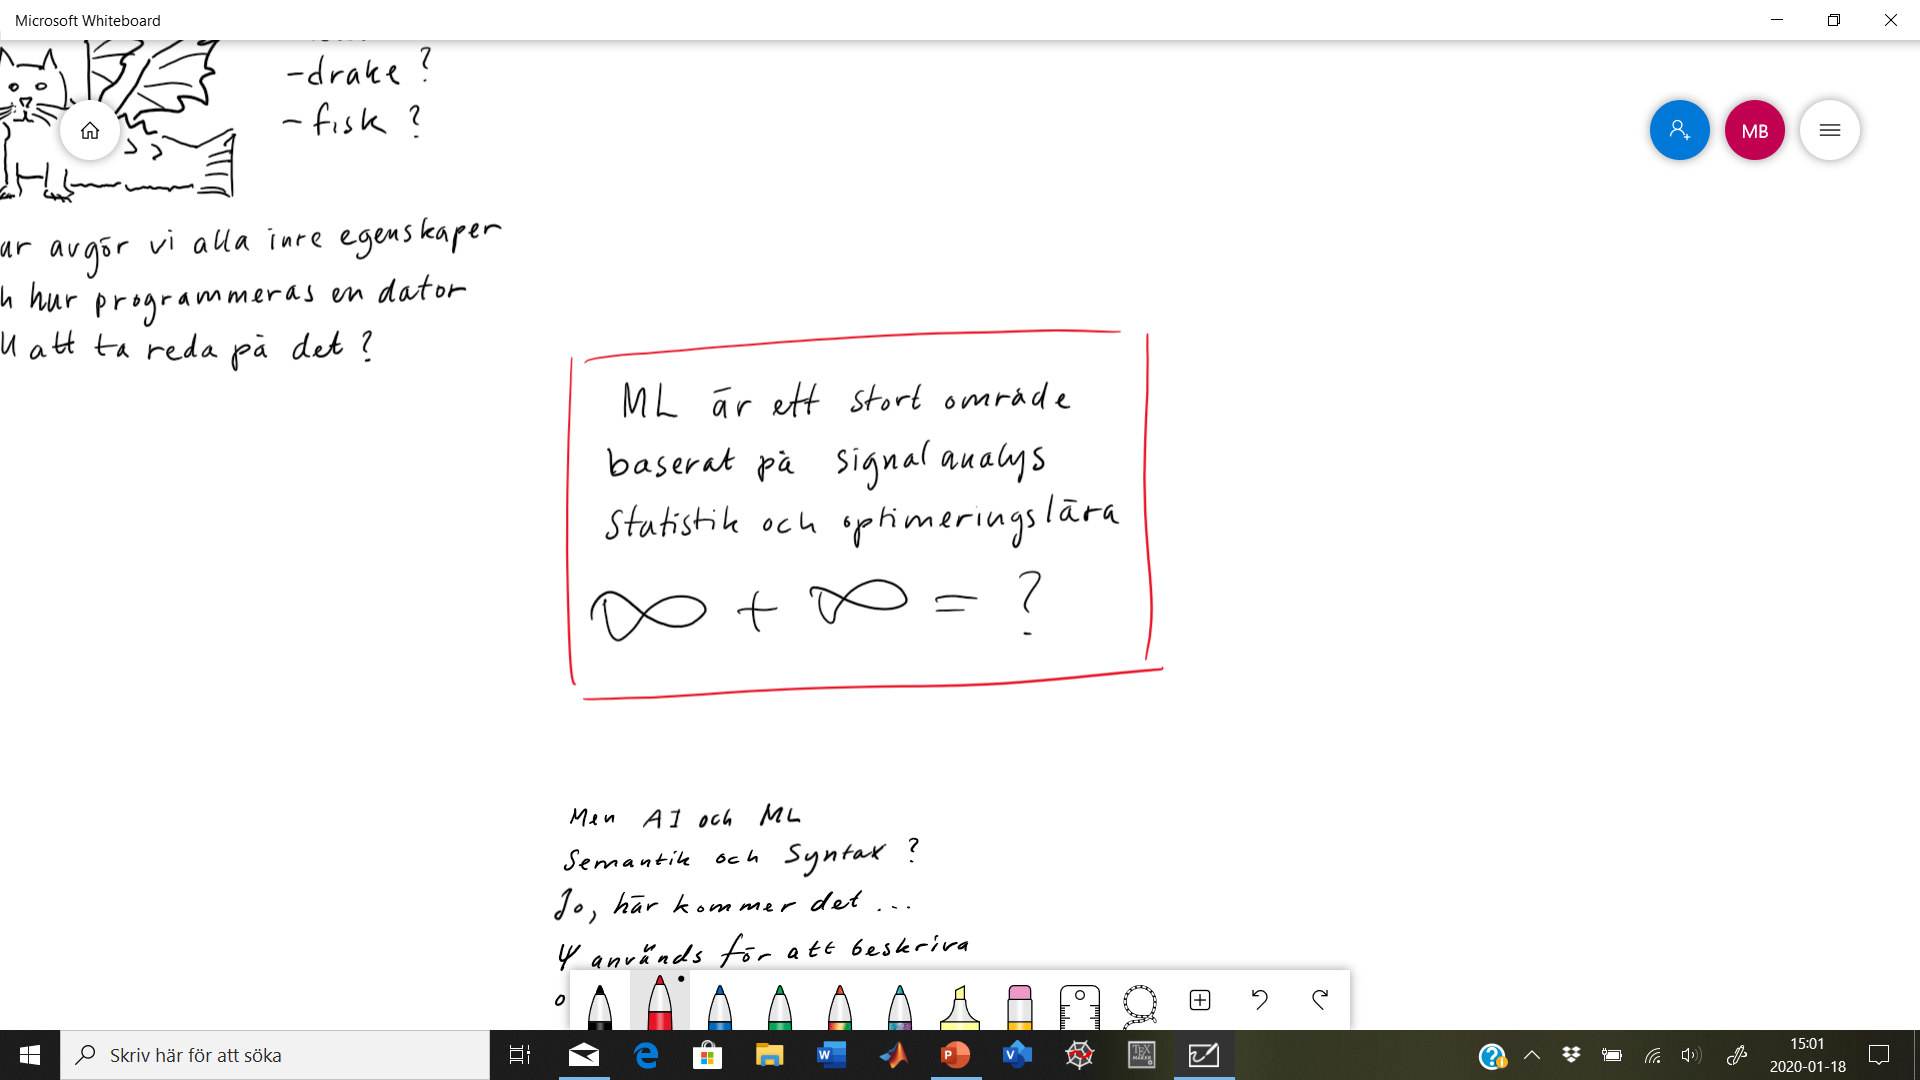 Microsoft Whiteboard
-drake?
-fisk?
avgör vi alla inre egenskaper
hur programmeras en dator
att ta reda på det?
MB
ML är ett stort område
baserat på signalanalys
statistik och optimeringslära
∞ + ∞ = ?
Men AI och ML
Semantik och Syntax?
Jo, här kommer det ...
Ψ används för att beskriva
Skriv här för att söka
15:01
2020-01-18